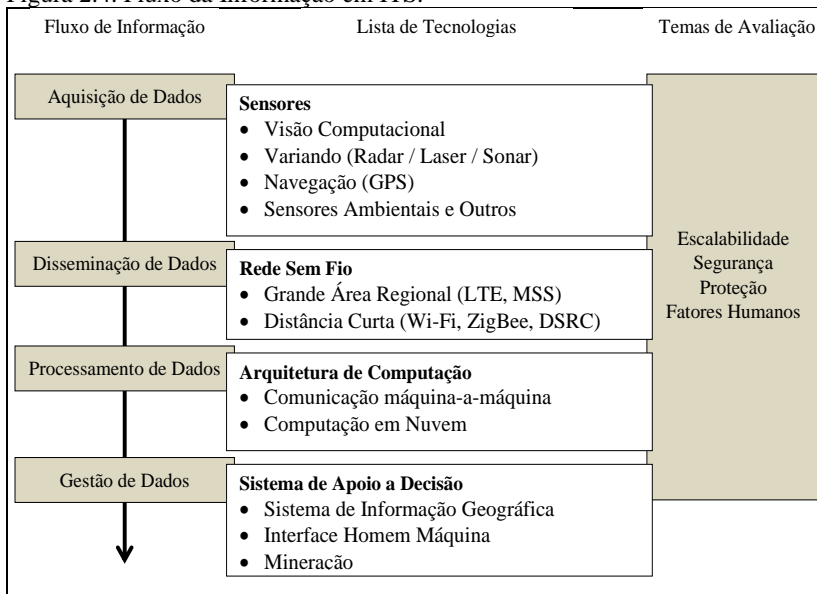 Figura 2.4: Fluxo da Informação em ITS.
Fluxo de Informação
Lista de Tecnologias
Temas de Avaliação
Aquisição de Dados
Sensores
• Visão Computacional
• Variando (Radar / Laser / Sonar)
• Navegação (GPS)
• Sensores Ambientais e Outros
Disseminação de Dados
Rede Sem Fio
• Grande Área Regional (LTE, MSS)
• Distância Curta (Wi-Fi, ZigBee, DSRC)
Processamento de Dados
Arquitetura de Computação
• Comunicação máquina-a-máquina
• Computação em Nuvem
Gestão de Dados
Sistema de Apoio a Decisão
• Sistema de Informação Geográfica
• Interface Homem Máquina
• Mineracão
Escalabilidade
Segurança
Proteção
Fatores Humanos